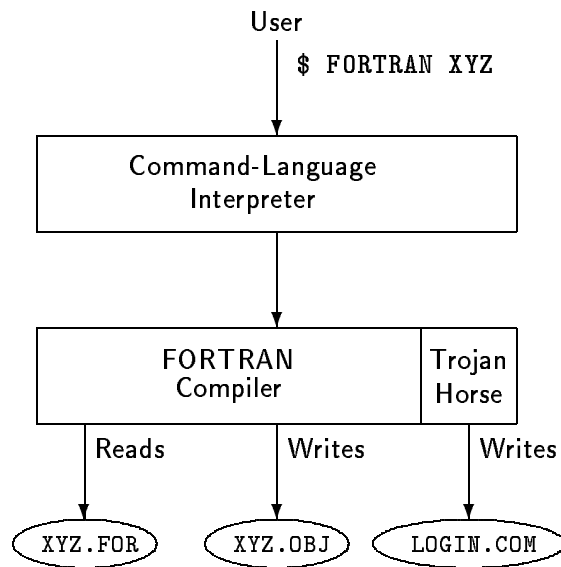 User
$ FORTRAN XYZ
Command-Language
Interpreter
FORTRAN
Compiler
Trojan
Horse
Reads
Writes
Writes
XYZ.FOR
XYZ.OBJ
LOGIN.COM